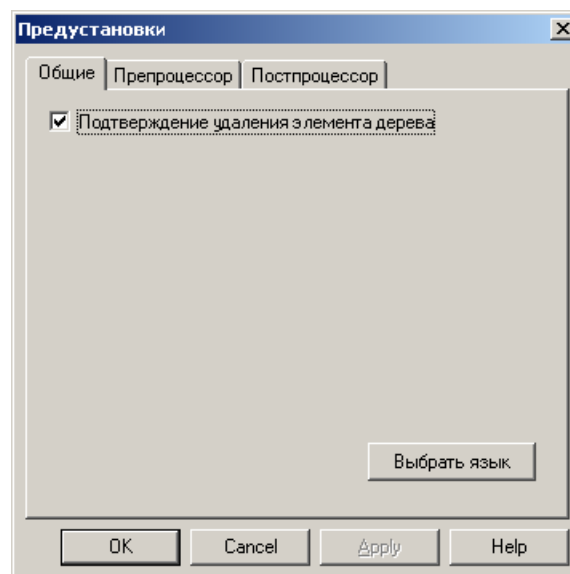 Предустановки
Общие Препроцессор Постпроцессор
Подтверждение удаления элемента дерева
Выбрать язык
OK Cancel Apply Help